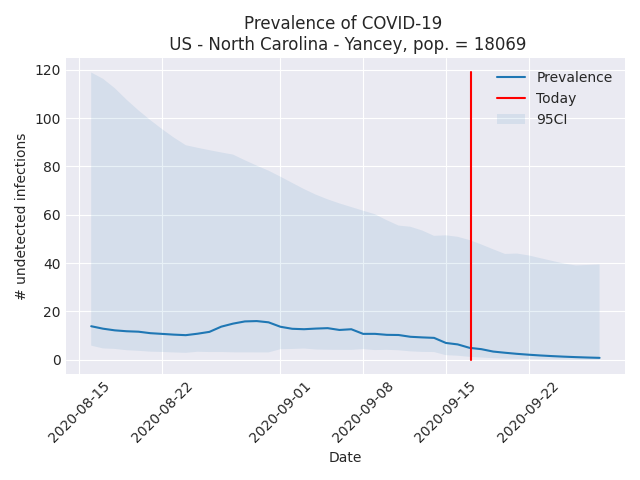 Prevalence of COVID-19
US - North Carolina - Yancey, pop. = 18069
120
100
80
60
40
20
0
# undetected infections
Prevalence
Today
95CI
2020-08-15
2020-08-22
2020-09-01
2020-09-08
2020-09-15
2020-09-22
Date